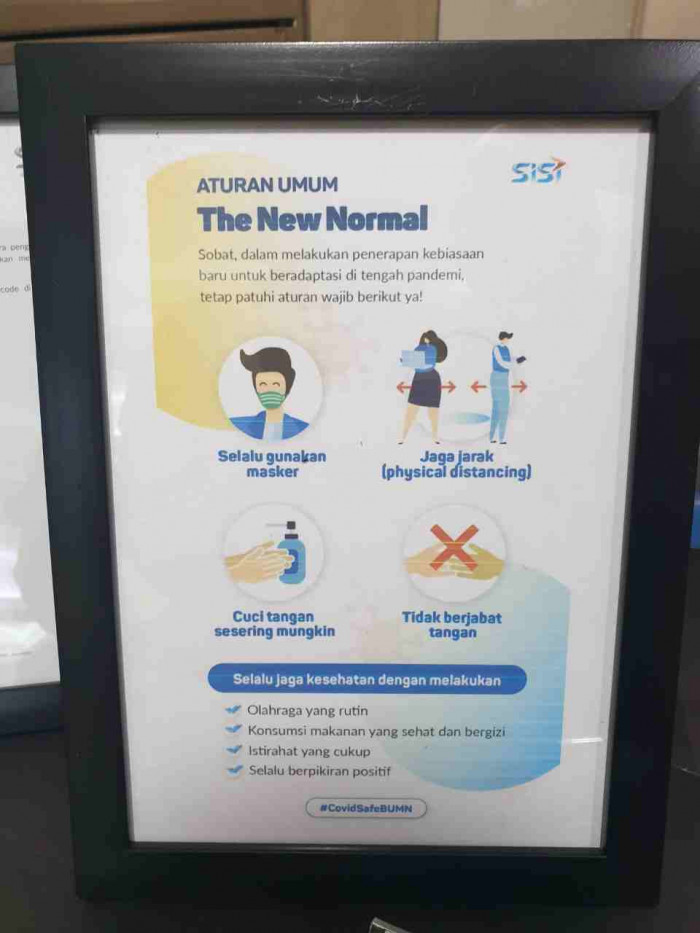 SISI
ATURAN UMUM
The New Normal
Sobat, dalam melakukan penerapan kebiasaan
baru untuk beradaptasi di tengah pandemi,
tetap patuhi aturan wajib berikut ya!
Selalu gunakan
masker
Jaga jarak
(physical distancing)
Cuci tangan
sesering mungkin
Tidak berjabat
tangan
Selalu jaga kesehatan dengan melakukan
Olahraga yang rutin
Konsumsi makanan yang sehat dan bergizi
Istirahat yang cukup
Selalu berpikiran positif
#CovidSafeBUMN
code di